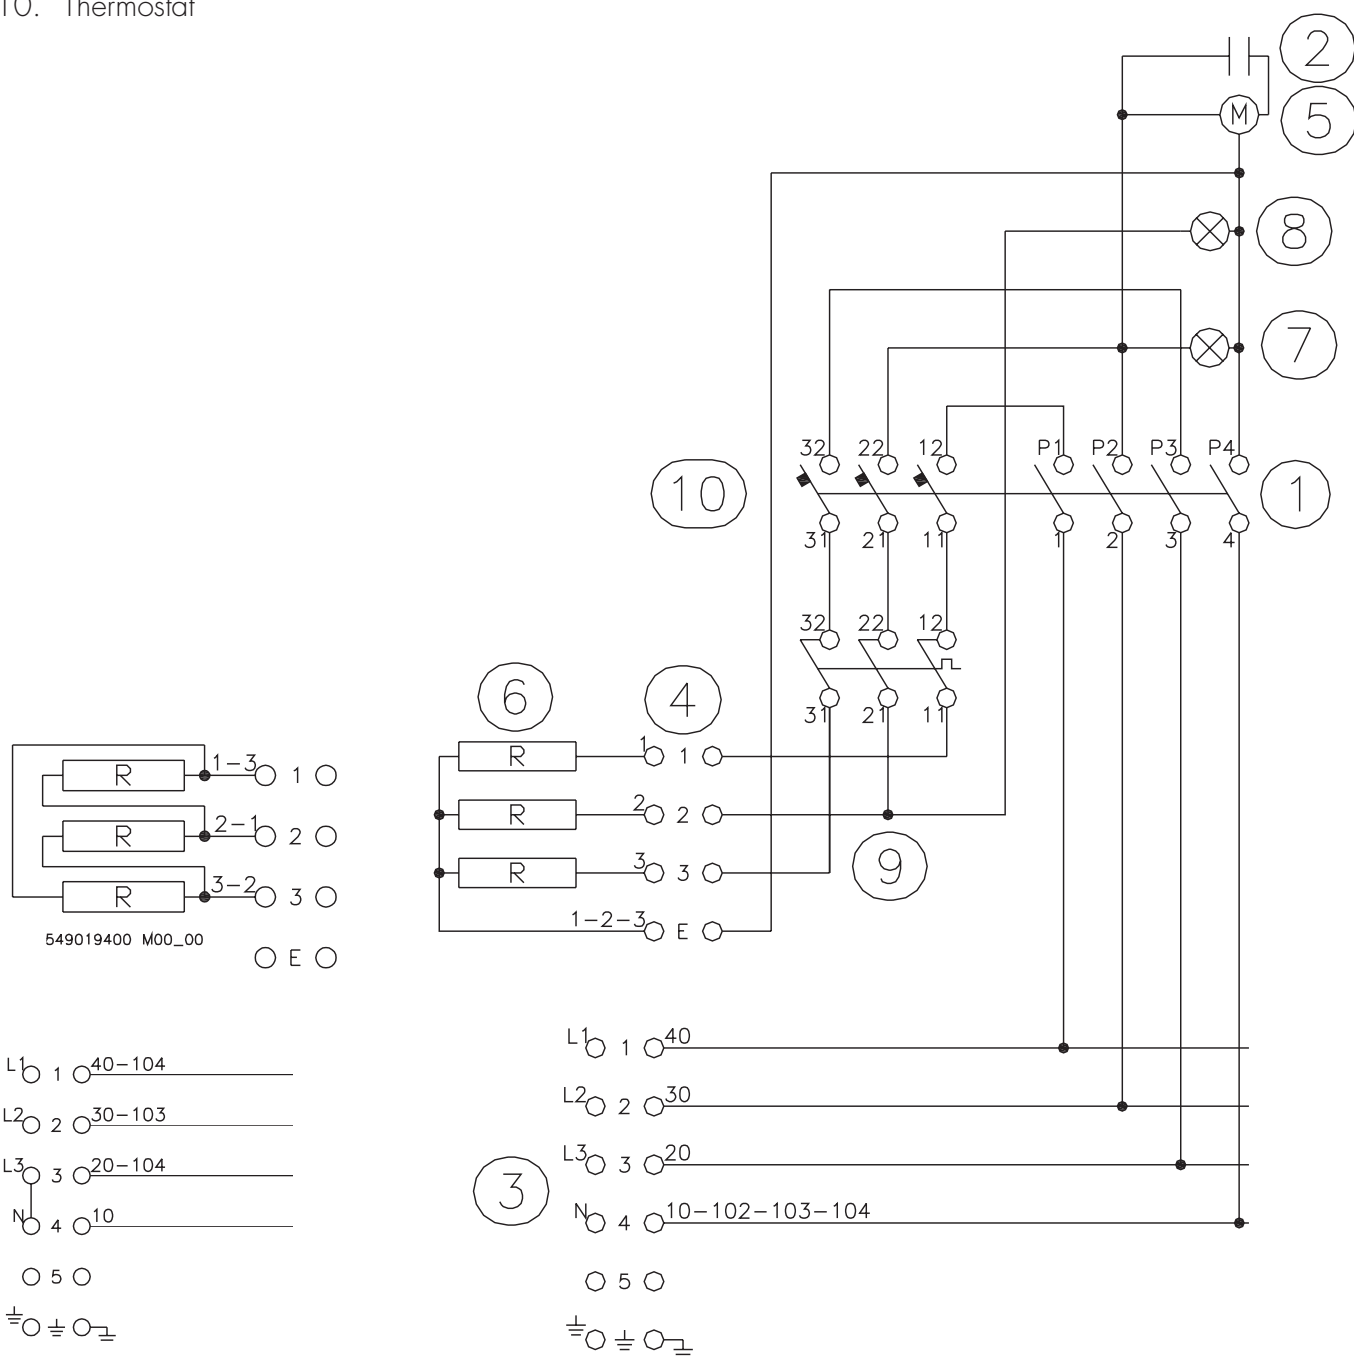 10. Thermostat
2
M
5
8
7
32 22 12 P1 P2 P3 P4
10
1
31 21 11 1 2 3 4
32 22 12
6 4
31 21 11
R 1 1
R 2 2
R 3 3
1-2-3 E
9
R 1-3 1
R 2-1 2
R 3-2 3
549019400 M00_00
E
L1 1 40
L2 2 30
L3 3 20
3
N 4 10-102-103-104
5
L1 1 40-104
L2 2 30-103
L3 3 20-104
N 4 10
5